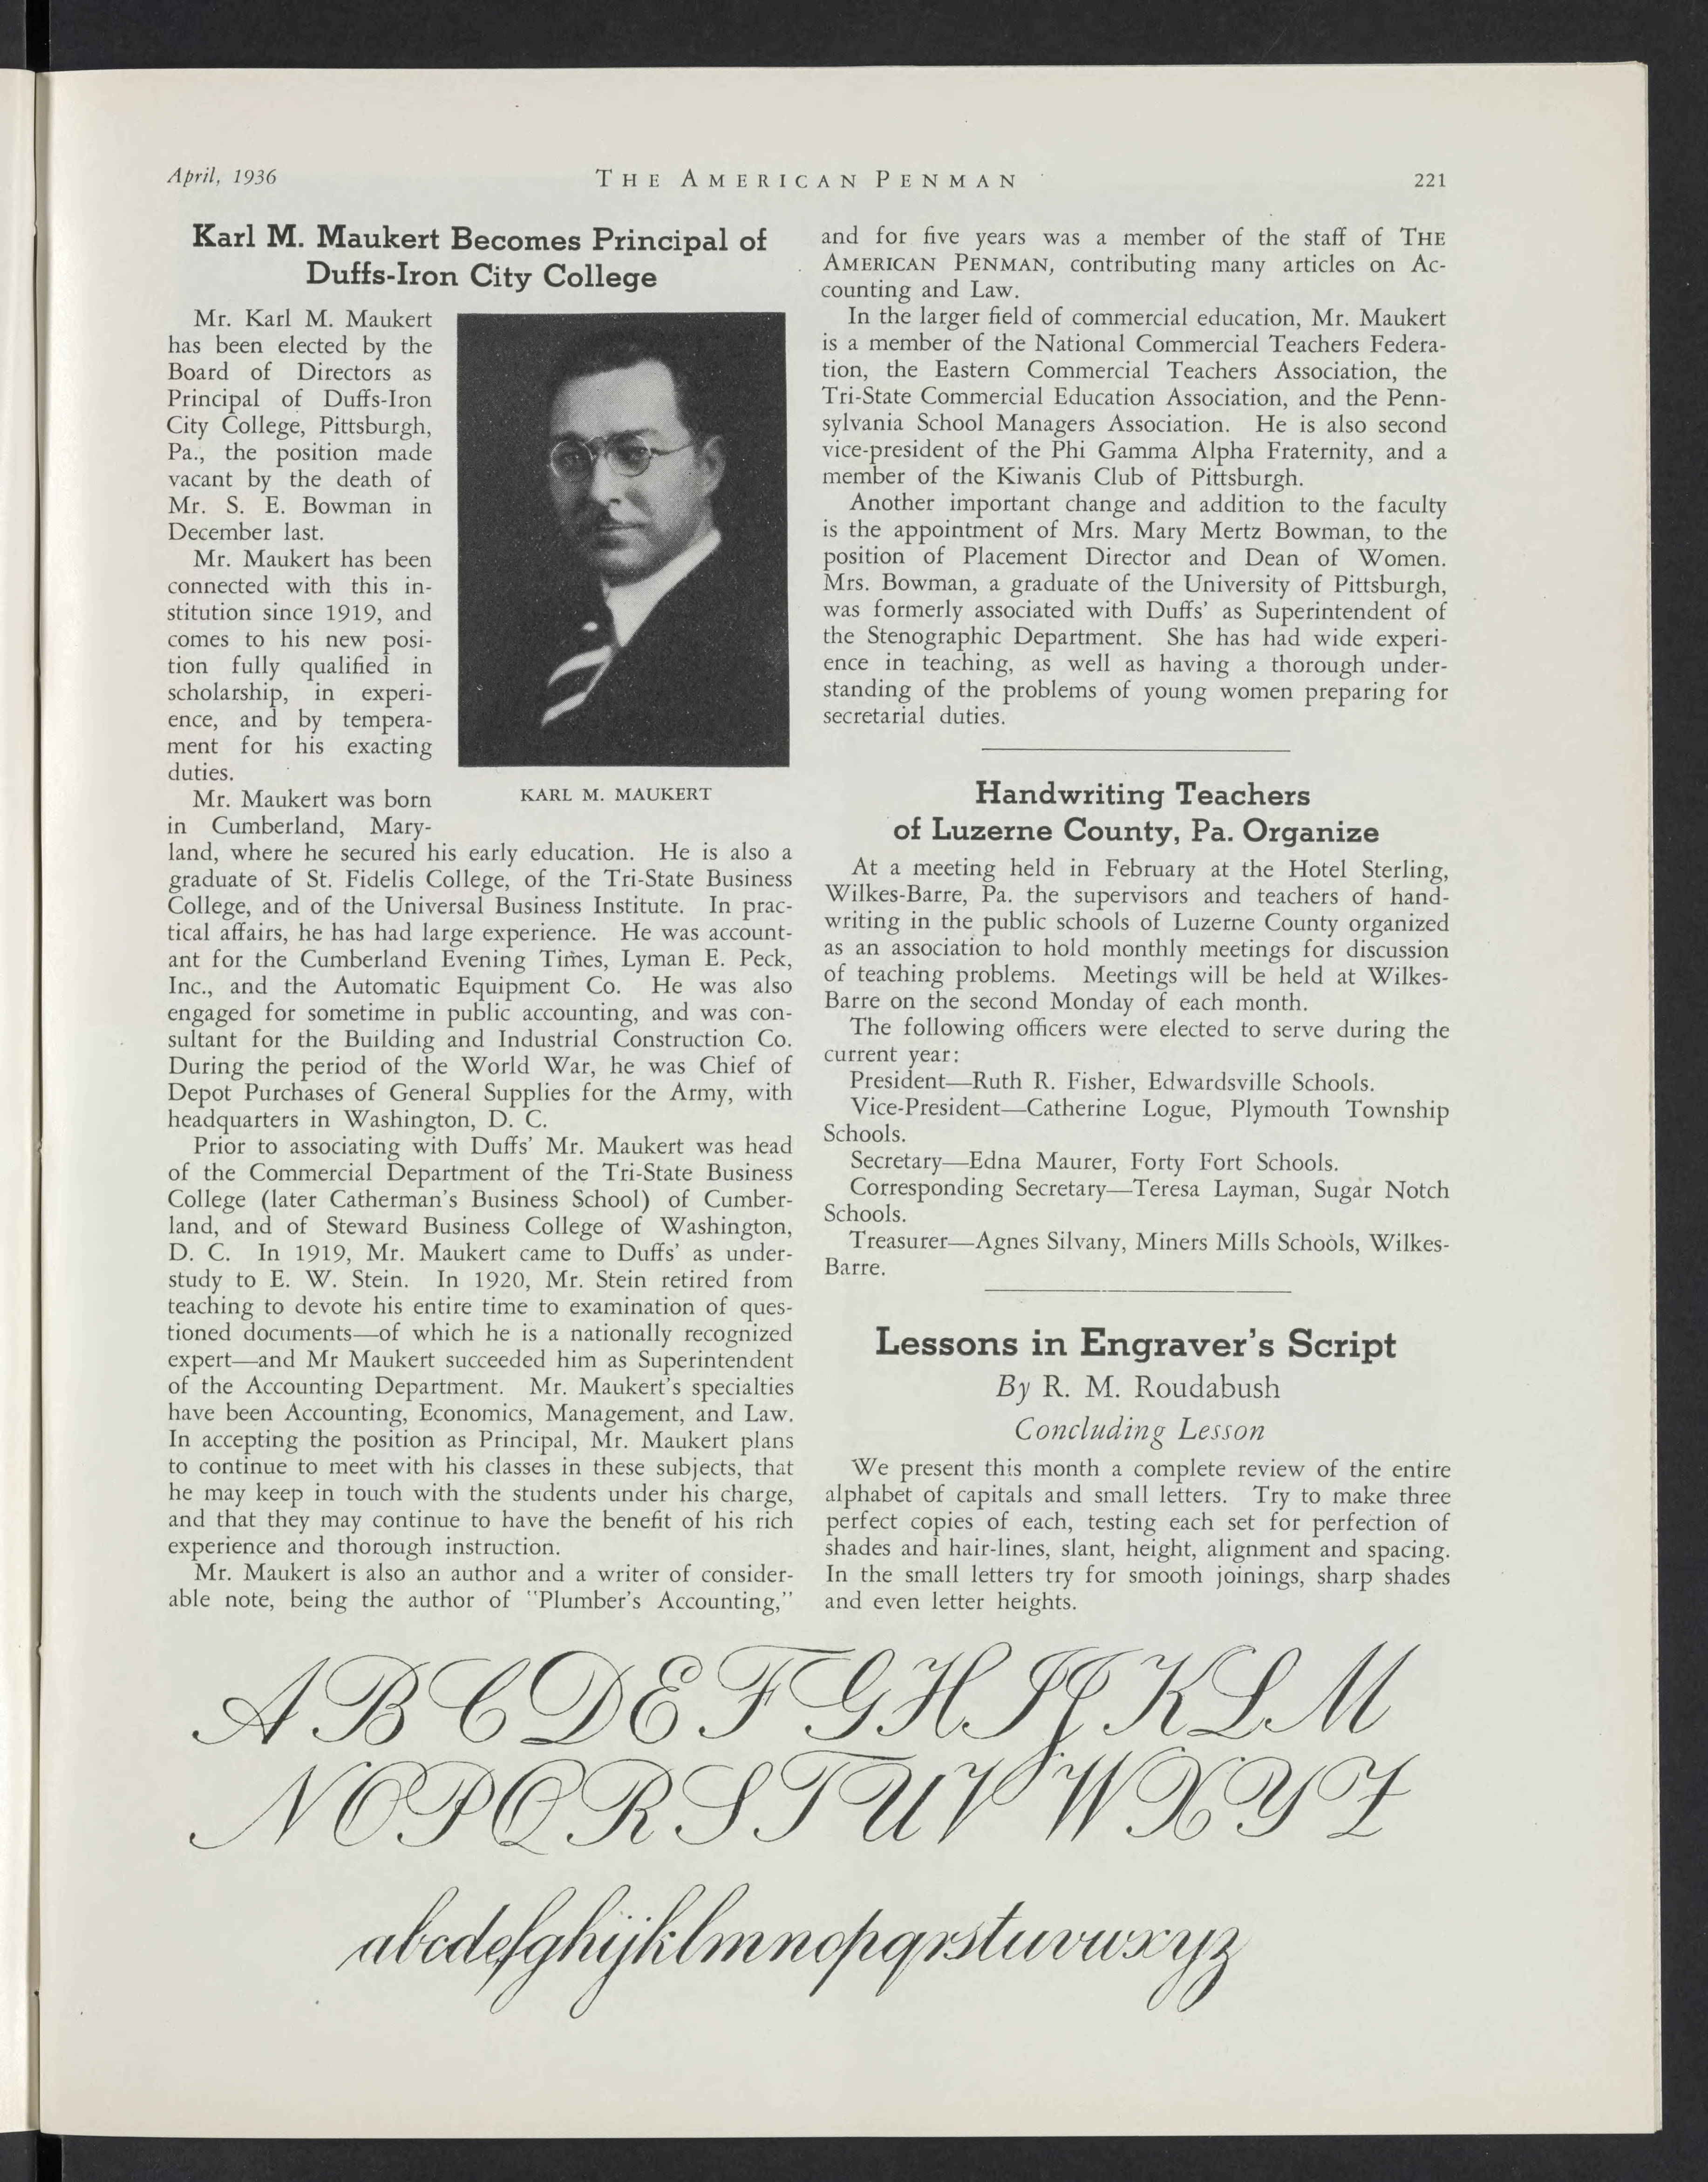 April, 1936
THE AMERICAN PENMAN
221
Karl M. Maukert Becomes Principal of
Duffs-Iron City College
Mr. Karl M. Maukert
has been elected by the
Board of Directors as
Principal of Duffs-Iron
City College, Pittsburgh,
Pa., the position made
vacant by the death of
Mr. S. E. Bowman in
December last.
Mr. Maukert has been
connected with this in-
stitution since 1919, and
comes to his new posi-
tion fully qualified in
scholarship, in experi-
ence, and by tempera-
ment for his exacting
duties.
Mr. Maukert was born
in Cumberland, Mary-
KARL M. MAUKERT
land, where he secured his early education. He is also a
graduate of St. Fidelis College, of the Tri-State Business
College, and of the Universal Business Institute. In prac-
tical affairs, he has had large experience. He was account-
ant for the Cumberland Evening Times, Lyman E. Peck,
Inc., and the Automatic Equipment Co. He was also
engaged for sometime in public accounting, and was con-
sultant for the Building and Industrial Construction Co.
During the period of the World War, he was Chief of
Depot Purchases of General Supplies for the Army, with
headquarters in Washington, D. C.
Prior to associating with Duffs' Mr. Maukert was head
of the Commercial Department of the Tri-State Business
College (later Catherman's Business School) of Cumber-
land, and of Steward Business College of Washington,
D. C. In 1919, Mr. Maukert came to Duffs' as under-
study to E. W. Stein. In 1920, Mr. Stein retired from
teaching to devote his entire time to examination of ques-
tioned documents—of which he is a nationally recognized
expert—and Mr Maukert succeeded him as Superintendent
of the Accounting Department. Mr. Maukert's specialties
have been Accounting, Economics, Management, and Law.
In accepting the position as Principal, Mr. Maukert plans
to continue to meet with his classes in these subjects, that
he may keep in touch with the students under his charge,
and that they may continue to have the benefit of his rich
experience and thorough instruction.
Mr. Maukert is also an author and a writer of consider-
able note, being the author of "Plumber's Accounting,"
and for five years was a member of the staff of THE
AMERICAN PENMAN, contributing many articles on Ac-
counting and Law.
In the larger field of commercial education, Mr. Maukert
is a member of the National Commercial Teachers Federa-
tion, the Eastern Commercial Teachers Association, the
Tri-State Commercial Education Association, and the Penn-
sylvania School Managers Association. He is also second
vice-president of the Phi Gamma Alpha Fraternity, and a
member of the Kiwanis Club of Pittsburgh.
Another important change and addition to the faculty
is the appointment of Mrs. Mary Mertz Bowman, to the
position of Placement Director and Dean of Women.
Mrs. Bowman, a graduate of the University of Pittsburgh,
was formerly associated with Duffs' as Superintendent of
the Stenographic Department. She has had wide experi-
ence in teaching, as well as having a thorough under-
standing of the problems of young women preparing for
secretarial duties.
Handwriting Teachers
of Luzerne County, Pa. Organize
At a meeting held in February at the Hotel Sterling,
Wilkes-Barre, Pa. the supervisors and teachers of hand-
writing in the public schools of Luzerne County organized
as an association to hold monthly meetings for discussion
of teaching problems. Meetings will be held at Wilkes-
Barre on the second Monday of each month.
The following officers were elected to serve during the
current year:
President—Ruth R. Fisher, Edwardsville Schools.
Vice-President—Catherine Logue, Plymouth Township
Schools.
Secretary—Edna Maurer, Forty Fort Schools.
Corresponding Secretary—Teresa Layman, Sugar Notch
Schools.
Treasurer—Agnes Silvany, Miners Mills Schools, Wilkes-
Barre.
Lessons in Engraver's Script
By R. M. Roudabush
Concluding Lesson
We present this month a complete review of the entire
alphabet of capitals and small letters. Try to make three
perfect copies of each, testing each set for perfection of
shades and hair-lines, slant, height, alignment and spacing.
In the small letters try for smooth joinings, sharp shades
and even letter heights.
A B C D E F G H I J K L M
N O P Q R S T U V W X Y Z
abcdefghijklmnopqrstuvwxyz